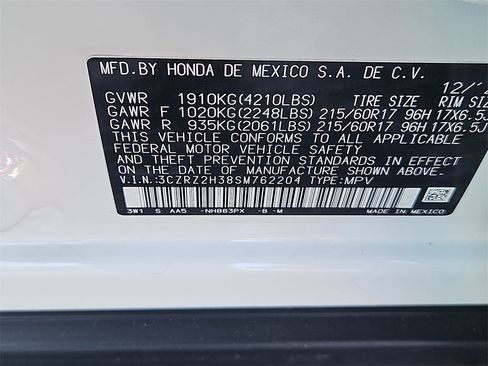 MFD.BY HONDA DE MEXICO S.A. DE C.V.
12/
GVWR 1910KG(4210LBS) TIRE SIZE RIM SIZE
GAWR F 1020KG(2248LBS) 215/60R17 96H 17X6.5J
GAWR R 935KG(2061LBS) 215/60R17 96H 17X6.5J
THIS VEHICLE CONFORMS TO ALL APPLICABLE
FEDERAL MOTOR VEHICLE SAFETY AND
THEFT PREVENTION STANDARDS IN EFFECT ON
THE DATE OF MANUFACTURE SHOWN ABOVE.
V.I.N.:3CZRZ2H38SM762204 TYPE:MPV
3W1 S AA5 -NH883PX -B -M MADE IN MEXICO